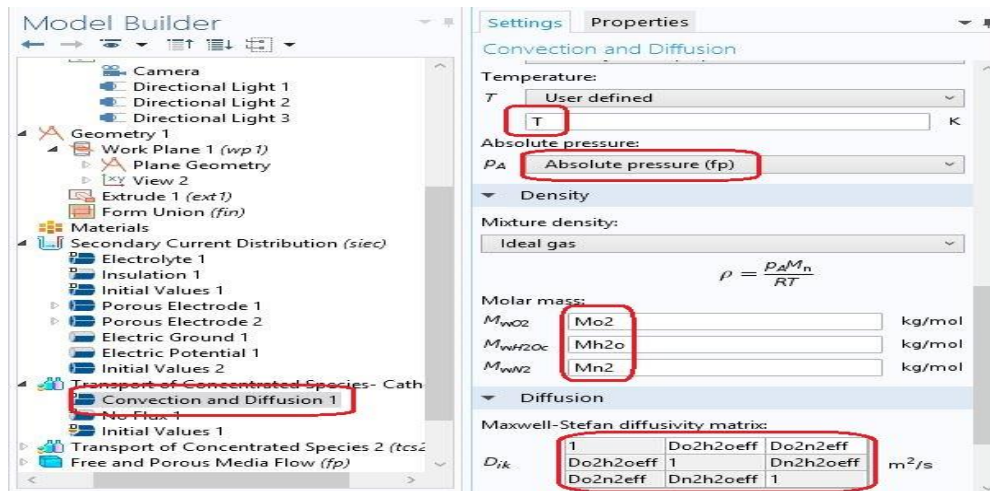 Model Builder
Camera
Directional Light 1
Directional Light 2
Directional Light 3
Geometry 1
Work Plane 1 (wp1)
Plane Geometry
View 2
Extrude 1 (ext1)
Form Union (fin)
Materials
Secondary Current Distribution (siec)
Electrolyte 1
Insulation 1
Initial Values 1
Porous Electrode 1
Porous Electrode 2
Electric Ground 1
Electric Potential 1
Initial Values 2
Transport of Concentrated Species- Cath
Convection and Diffusion 1
No Flux 1
Initial Values 1
Transport of Concentrated Species 2 (tcs2
Free and Porous Media Flow (fp)
Settings Properties
Convection and Diffusion
Temperature:
T User defined
T K
Absolute pressure:
pA Absolute pressure (fp)
Density
Mixture density:
Ideal gas
ρ = pAMn / RT
Molar mass:
MwO2 Mo2 kg/mol
MwH2Oc Mh2o kg/mol
MwN2 Mn2 kg/mol
Diffusion
Maxwell-Stefan diffusivity matrix:
1 Do2h2oeff Do2n2eff
Dik Do2h2oeff 1 Dn2h2oeff m²/s
Do2n2eff Dn2h2oeff 1